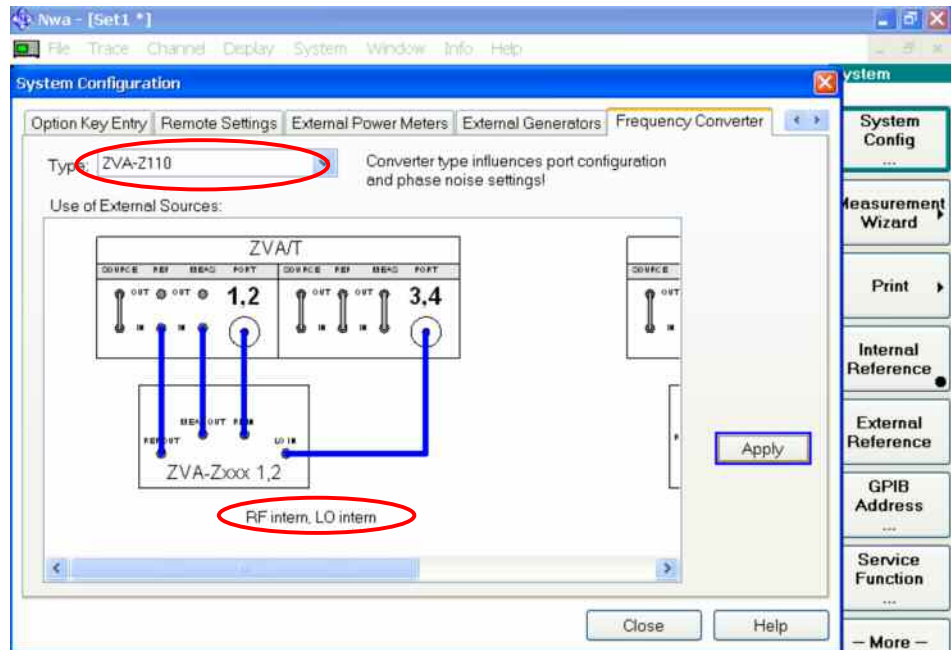 Nwa - [Set1 *]
File Trace Channel Display System Window Info Help
System Configuration
ystem
Option Key Entry Remote Settings External Power Meters External Generators Frequency Converter
Type: ZVA-Z110
Converter type influences port configuration
and phase noise settings!
Use of External Sources:
ZVA/T
SOURCE REF MEAS PORT SOURCE REF MEAS PORT
OUT OUT 1,2 OUT OUT 3,4
IN IN IN IN IN
SOURCE
OUT
IN
MEAS OUT
REF OUT
LO IN
ZVA-Zxxx 1,2
RF intern, LO intern
Apply
Close Help
System
Config
...
Measurement
Wizard
Print
Internal
Reference
External
Reference
GPIB
Address
...
Service
Function
...
— More —